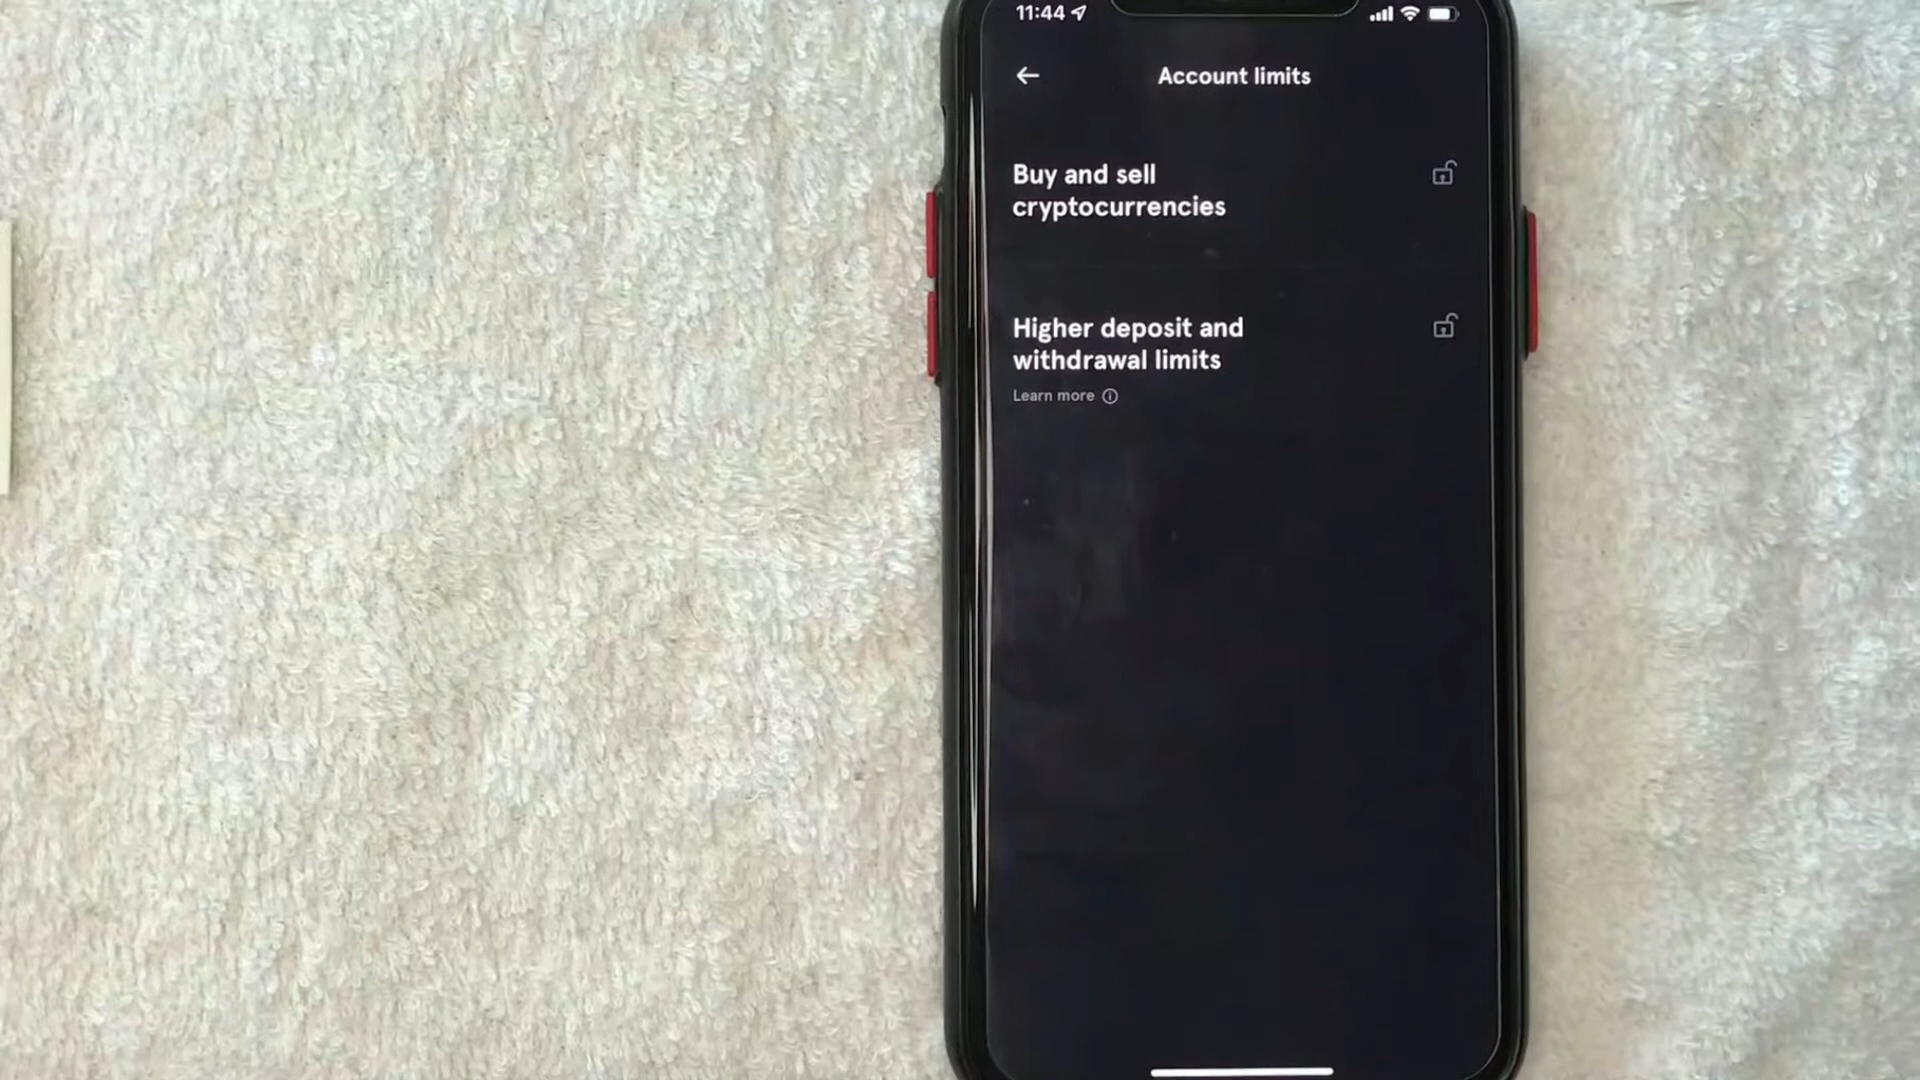 11:44
Account limits
Buy and sell
cryptocurrencies
Higher deposit and
withdrawal limits
Learn more